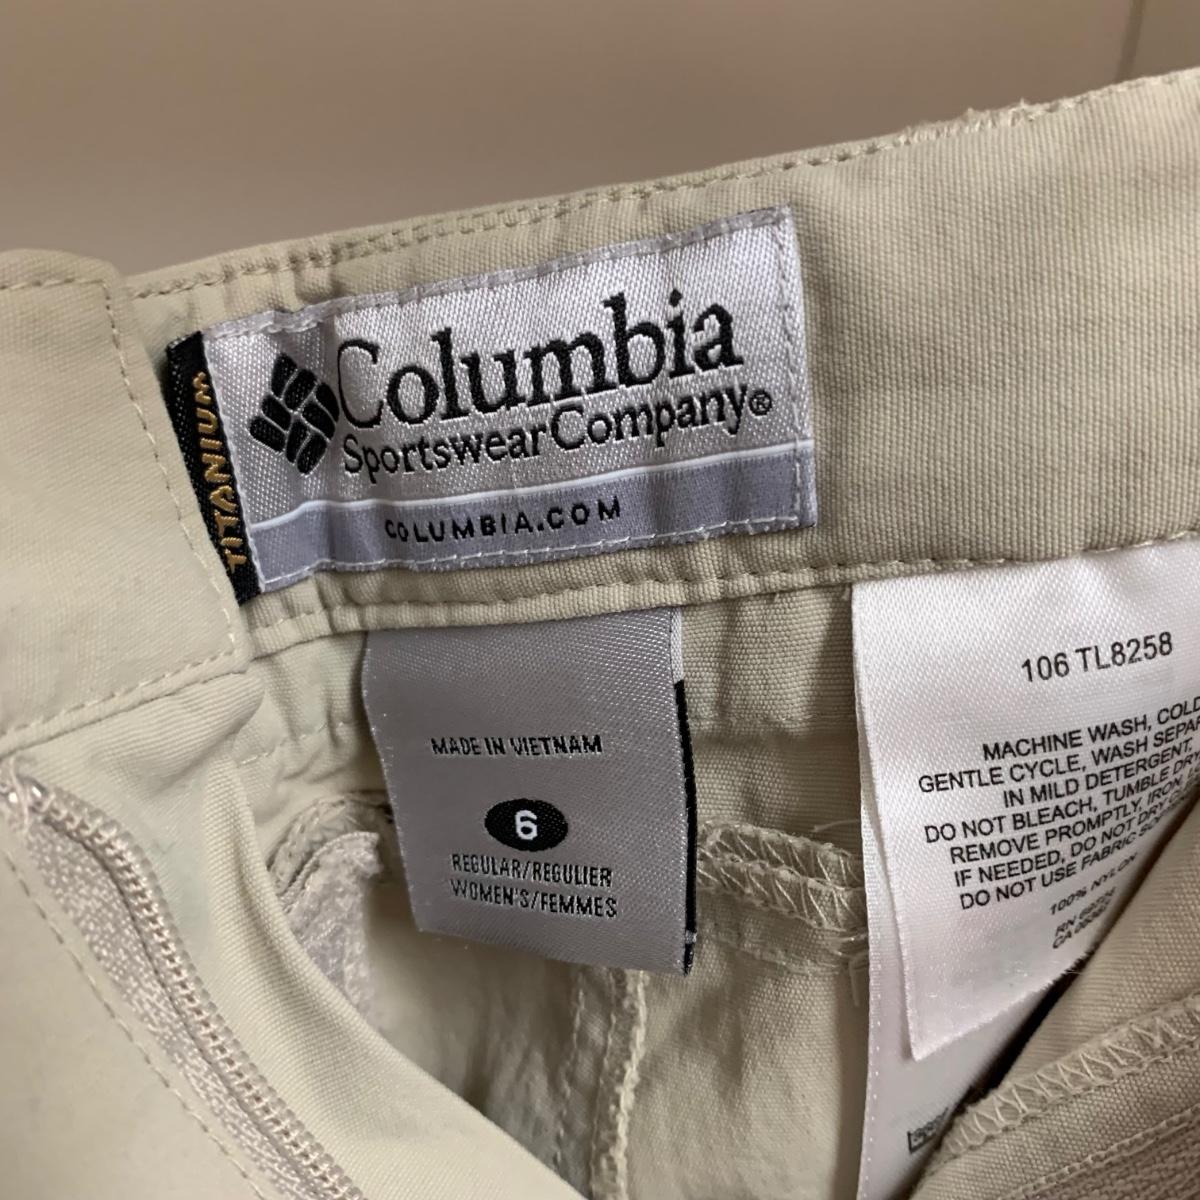 TITANIUM
Columbia
Sportswear Company®
COLUMBIA.COM
MADE IN VIETNAM
6
REGULAR/REGULIER
WOMEN'S/FEMMES
106 TL8258
MACHINE WASH, COLD
GENTLE CYCLE, WASH
IN MILD DETERGENT,
DO NOT BLEACH, TUMBLE DRY
REMOVE PROMPTLY, IRON
IF NEEDED, DO NOT DRY
DO NOT USE FABRIC
100% NYLON
RN
CA